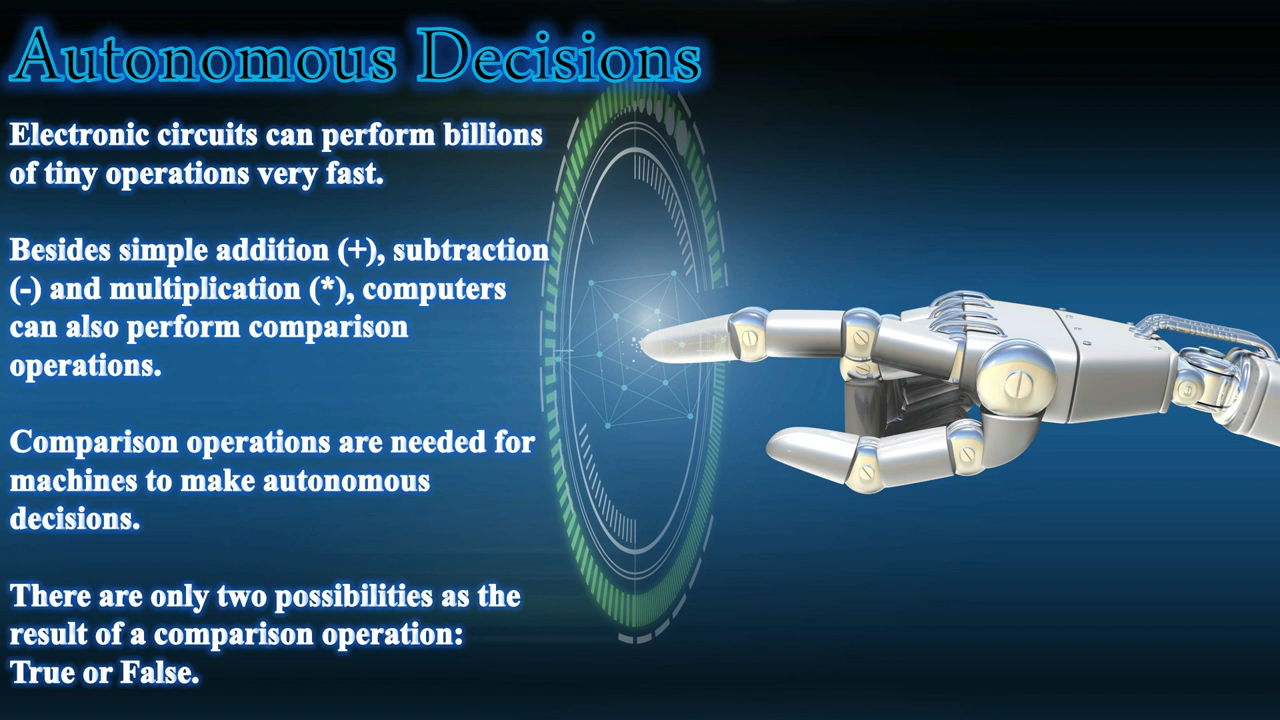 Autonomous Decisions
Electronic circuits can perform billions
of tiny operations very fast.
Besides simple addition (+), subtraction
(-) and multiplication (*), computers
can also perform comparison
operations.
Comparison operations are needed for
machines to make autonomous
decisions.
There are only two possibilities as the
result of a comparison operation:
True or False.